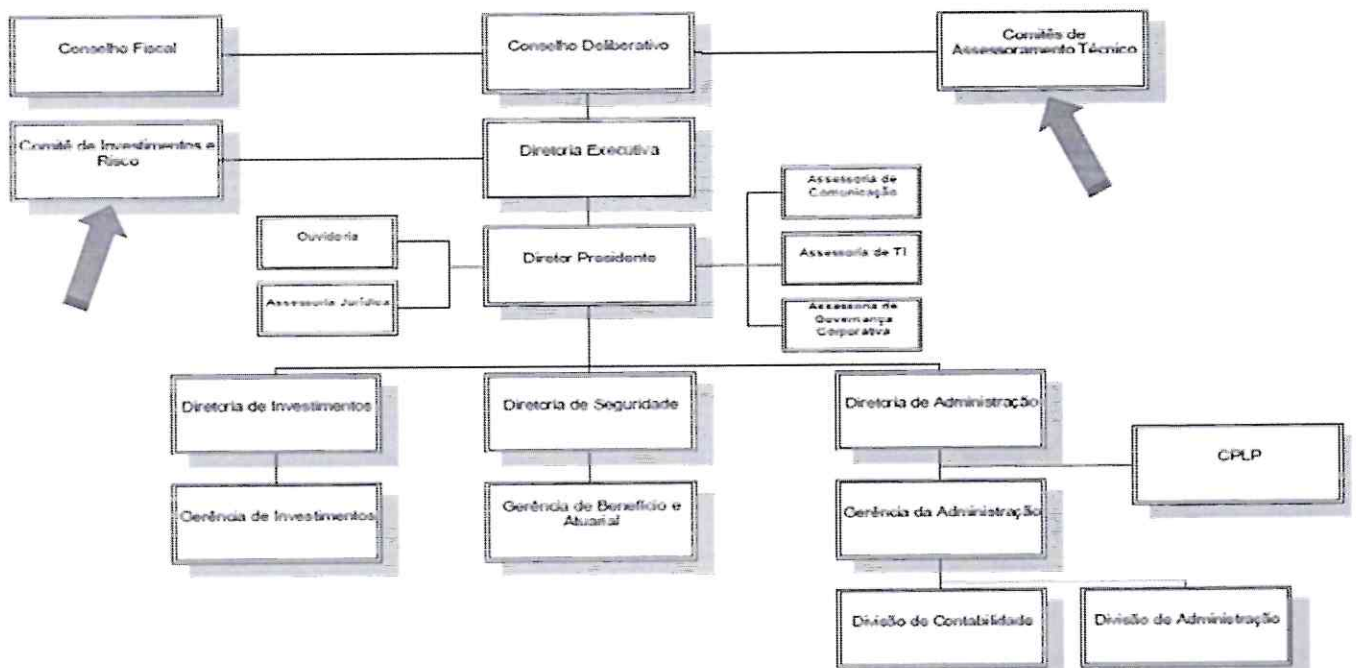 Conselho Fiscal
Conselho Deliberativo
Comitês de
Assessoramento Técnico
Comitê de Investimentos e
Risco
Diretoria Executiva
Assessoria de
Comunicação
Ouvidoria
Diretor Presidente
Assessoria de TI
Assessoria Jurídica
Assessoria de
Governança
Corporativa
Diretoria de Investimentos
Diretoria de Seguridade
Diretoria de Administração
CPLP
Gerência de Investimentos
Gerência de Benefício e
Atuarial
Gerência da Administração
Divisão de Contabilidade
Divisão de Administração